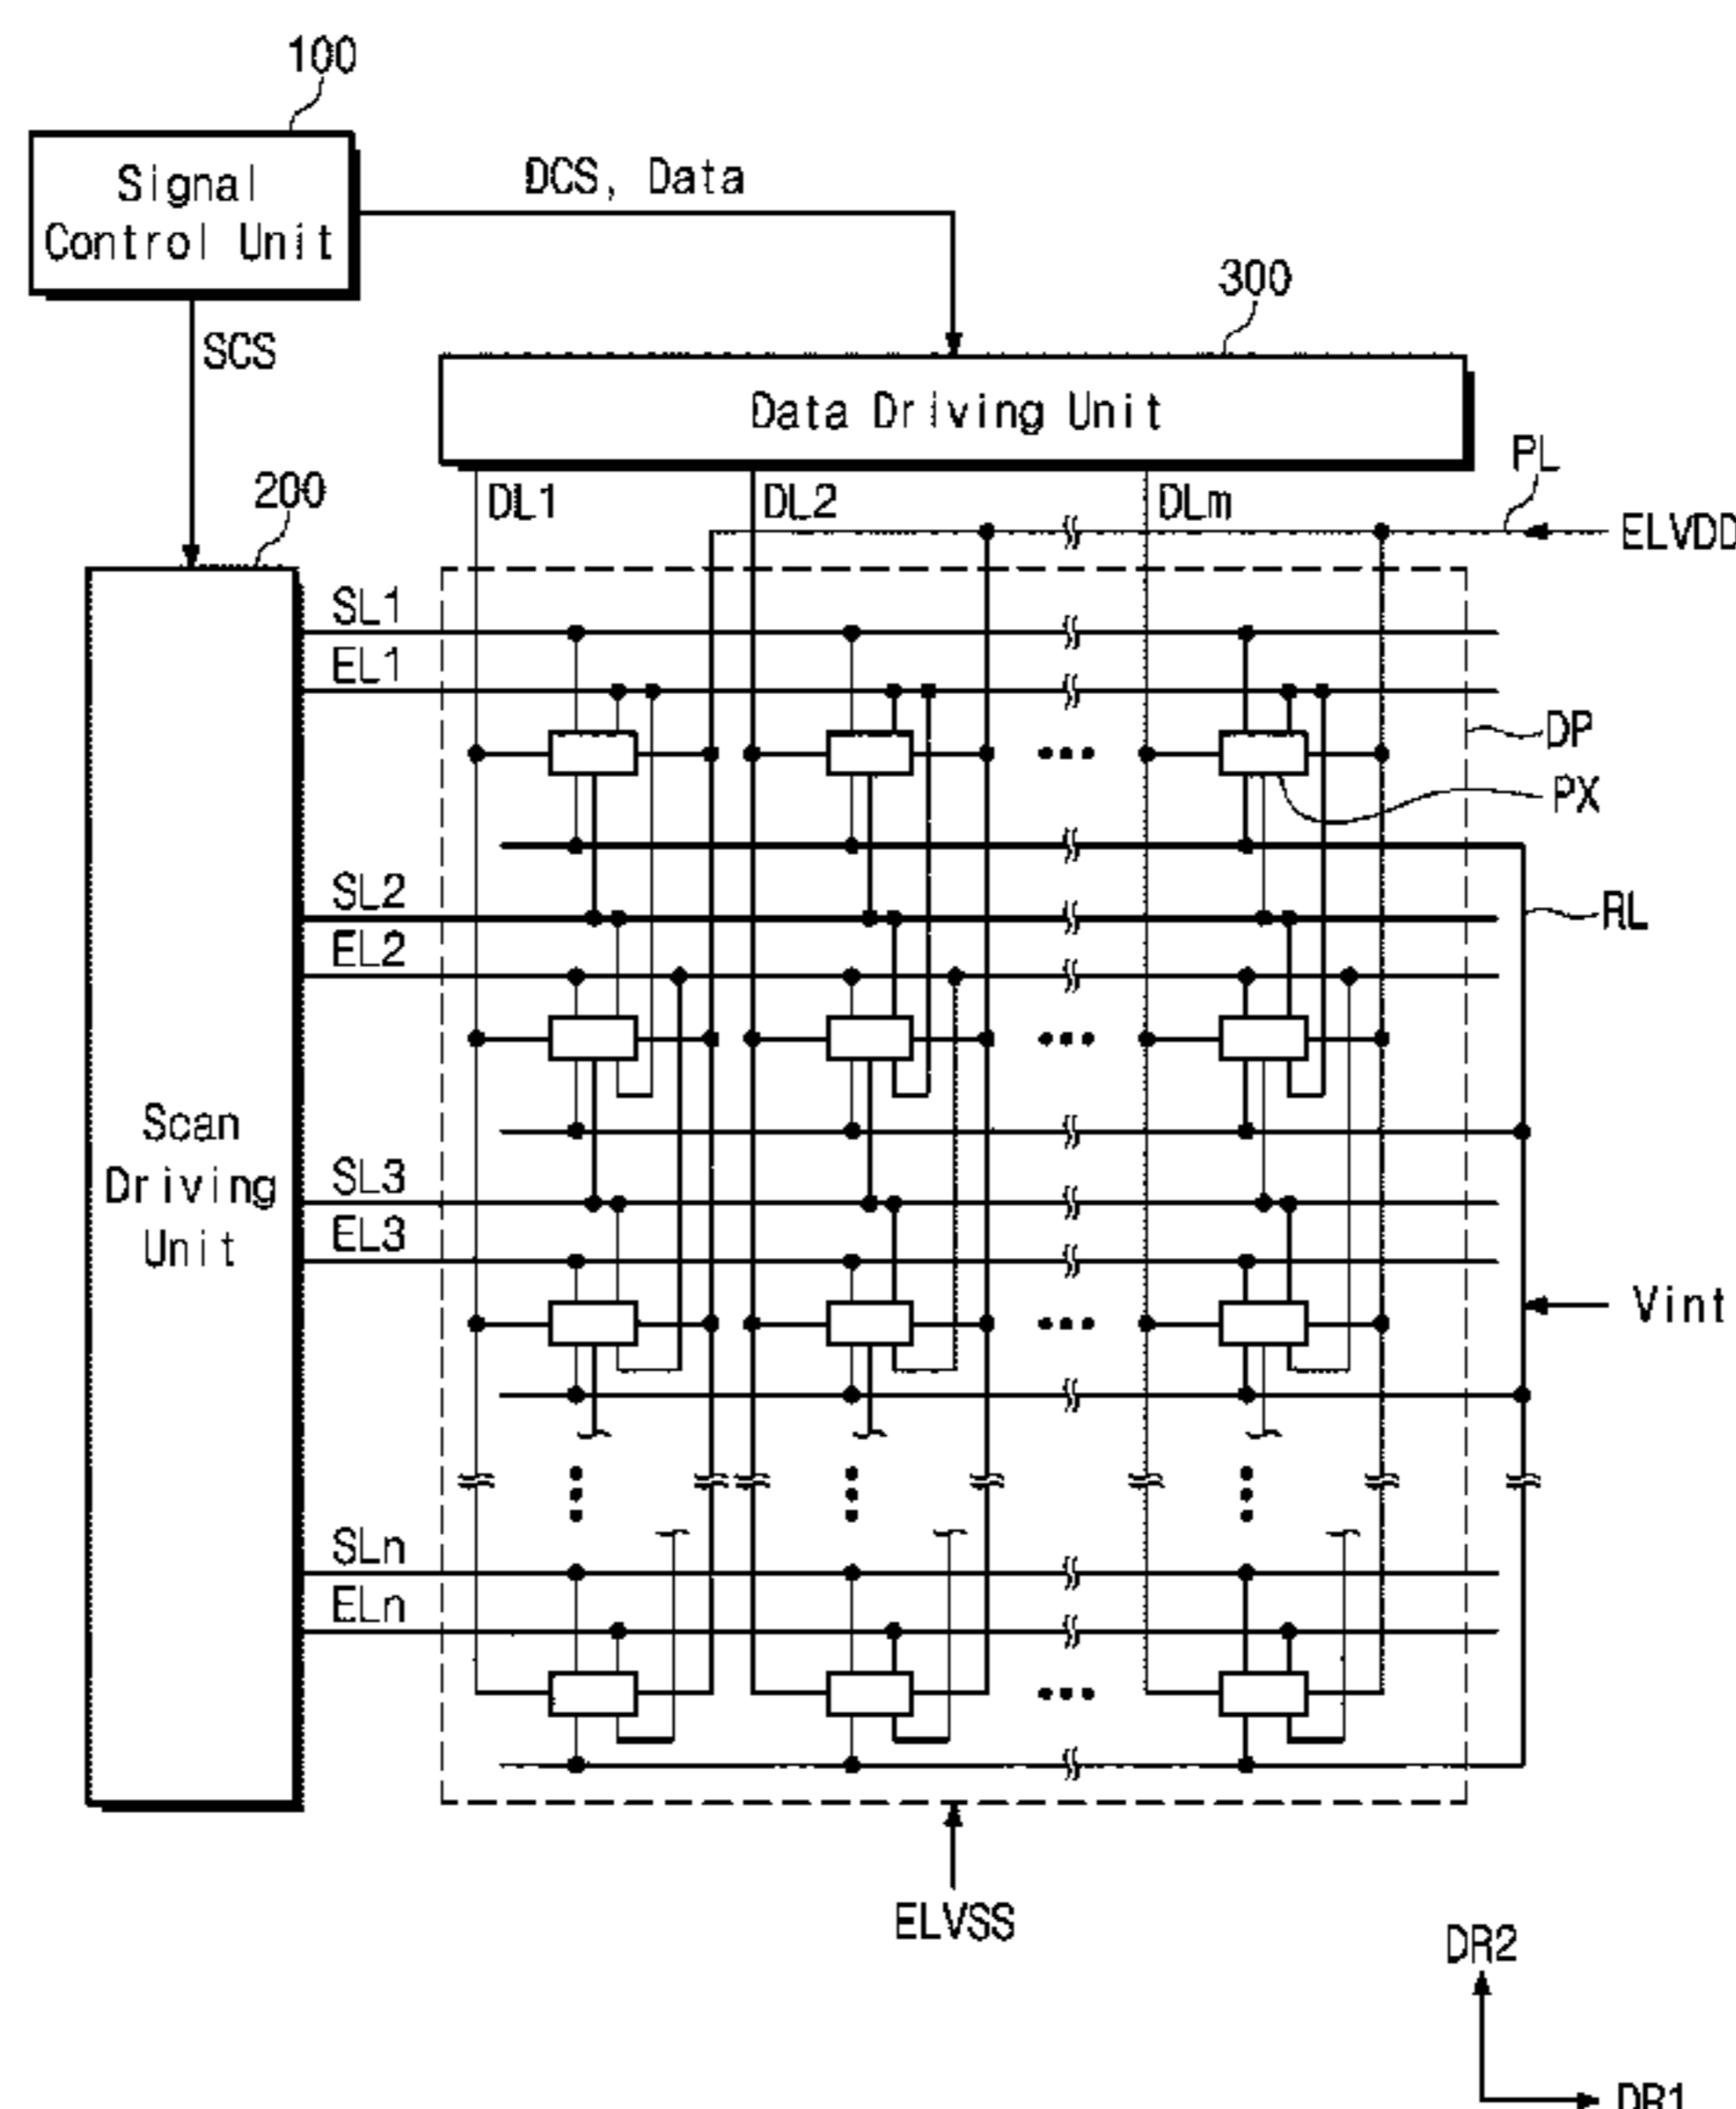 100
Signal
Control Unit
DCS, Data
SCS
300
Data Driving Unit
200
DL1
DL2
DLm
PL
ELVDD
SL1
EL1
DP
PX
SL2
RL
EL2
Scan
Driving
Unit
SL3
EL3
Vint
SLn
ELn
ELVSS
DR2
DR1